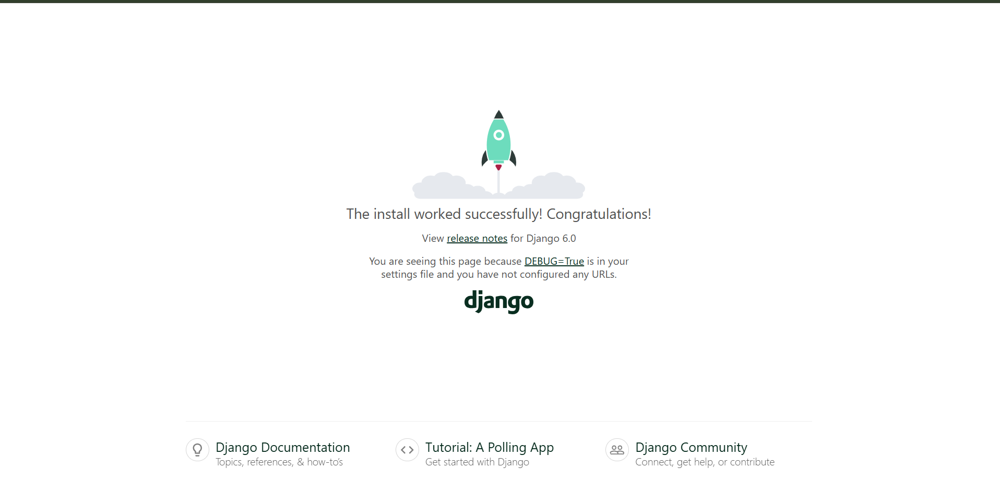 The install worked successfully! Congratulations!
View release notes for Django 6.0
You are seeing this page because DEBUG=True is in your
settings file and you have not configured any URLs.
django
Django Documentation
Topics, references, & how-to’s
Tutorial: A Polling App
Get started with Django
Django Community
Connect, get help, or contribute